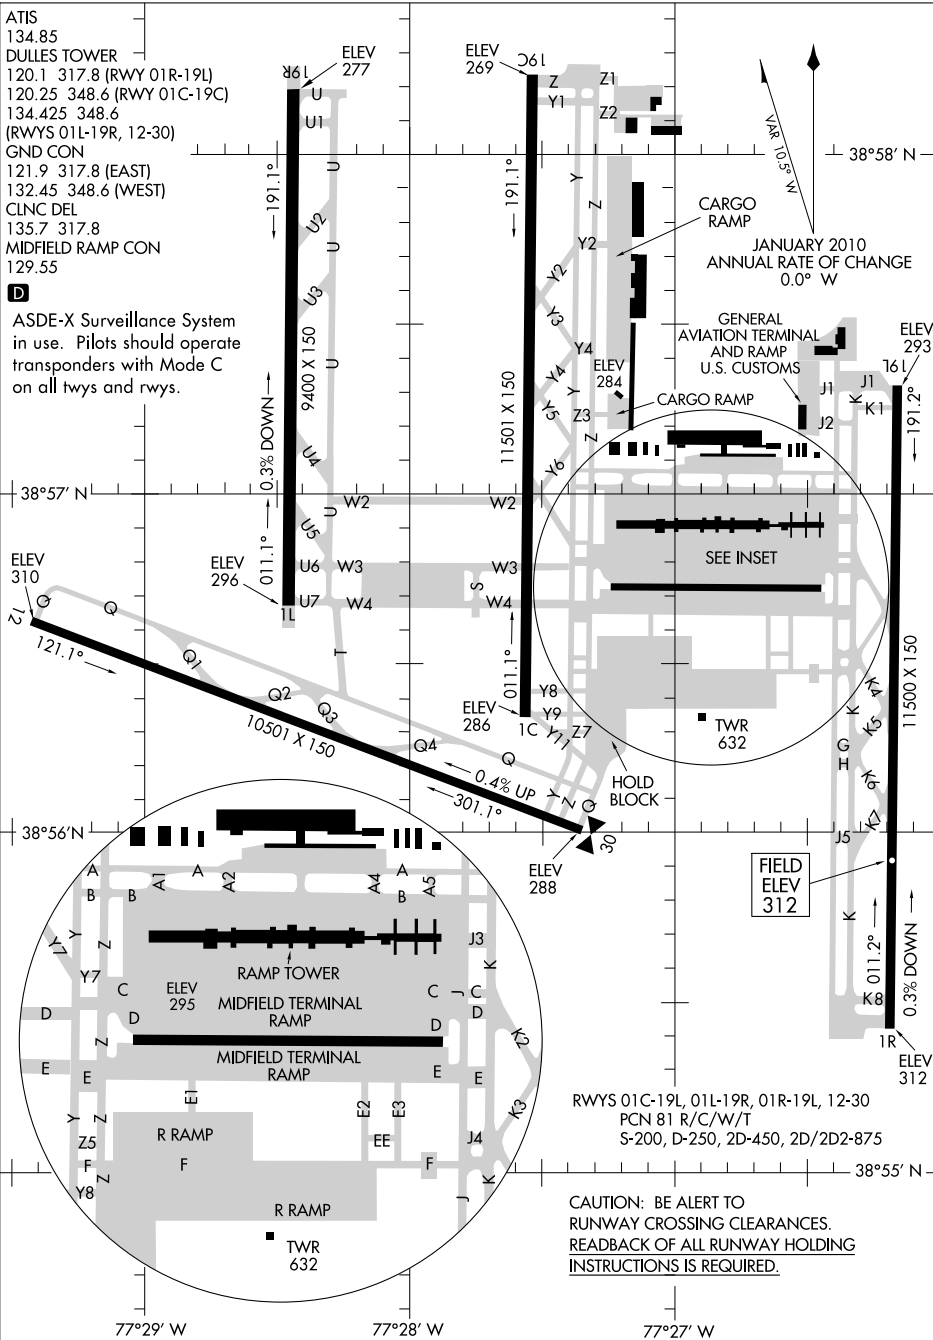 ATIS
134.85
DULLES TOWER
120.1 317.8 (RWY 01R-19L)
120.25 348.6 (RWY 01C-19C)
134.425 348.6
(RWYS 01L-19R, 12-30)
GND CON
121.9 317.8 (EAST)
132.45 348.6 (WEST)
CLNC DEL
135.7 317.8
MIDFIELD RAMP CON
129.55
D
ASDE-X Surveillance System
in use. Pilots should operate
transponders with Mode C
on all twys and rwys.
ELEV
277
19R
U
U1
U
191.1°
U2
U
U3
U
9400 X 150
0.3% DOWN
U4
U
U5
011.1°
U6
U7
1L
ELEV
296
W2
W3
W4
T
W2
W3
W4
S
ELEV
269
19C
Z
Z1
Y1
Z2
191.1°
Y
Z
Y2
Y2
Y3
Y4
Y4
Y
Y5
Z3
Z
Y6
11501 X 150
011.1°
Y8
Y9
Y11
Z7
1C
ELEV
286
CARGO
RAMP
ELEV
284
CARGO RAMP
VAR 10.5° W
JANUARY 2010
ANNUAL RATE OF CHANGE
0.0° W
GENERAL
AVIATION TERMINAL
AND RAMP
U.S. CUSTOMS
ELEV
293
19L
J1
J1
K
K1
J2
191.2°
38°58' N
38°57' N
SEE INSET
TWR
632
HOLD
BLOCK
11500 X 150
K4
K
K5
G
H
K6
K7
J5
K
FIELD
ELEV
312
011.2°
0.3% DOWN
K8
1R
ELEV
312
ELEV
310
12
Q
Q
121.1°
Q1
Q2
Q3
Q4
Q
10501 X 150
0.4% UP
301.1°
Y
Z
Q
30
ELEV
288
38°56'N
A
A1
A
A2
A4
A
A5
B
B
B
Y
Z
Y7
Y7
RAMP TOWER
J3
K
C
ELEV
295
MIDFIELD TERMINAL
RAMP
C
J
C
D
D
D
D
K2
Z
MIDFIELD TERMINAL
RAMP
E
E
E
E
E1
E2
E3
K3
Y
Z
Z5
R RAMP
EE
J4
F
F
F
Y8
Z
K
J
R RAMP
TWR
632
RWYS 01C-19L, 01L-19R, 01R-19L, 12-30
PCN 81 R/C/W/T
S-200, D-250, 2D-450, 2D/2D2-875
38°55' N
CAUTION: BE ALERT TO
RUNWAY CROSSING CLEARANCES.
READBACK OF ALL RUNWAY HOLDING
INSTRUCTIONS IS REQUIRED.
77°29' W
77°28' W
77°27' W